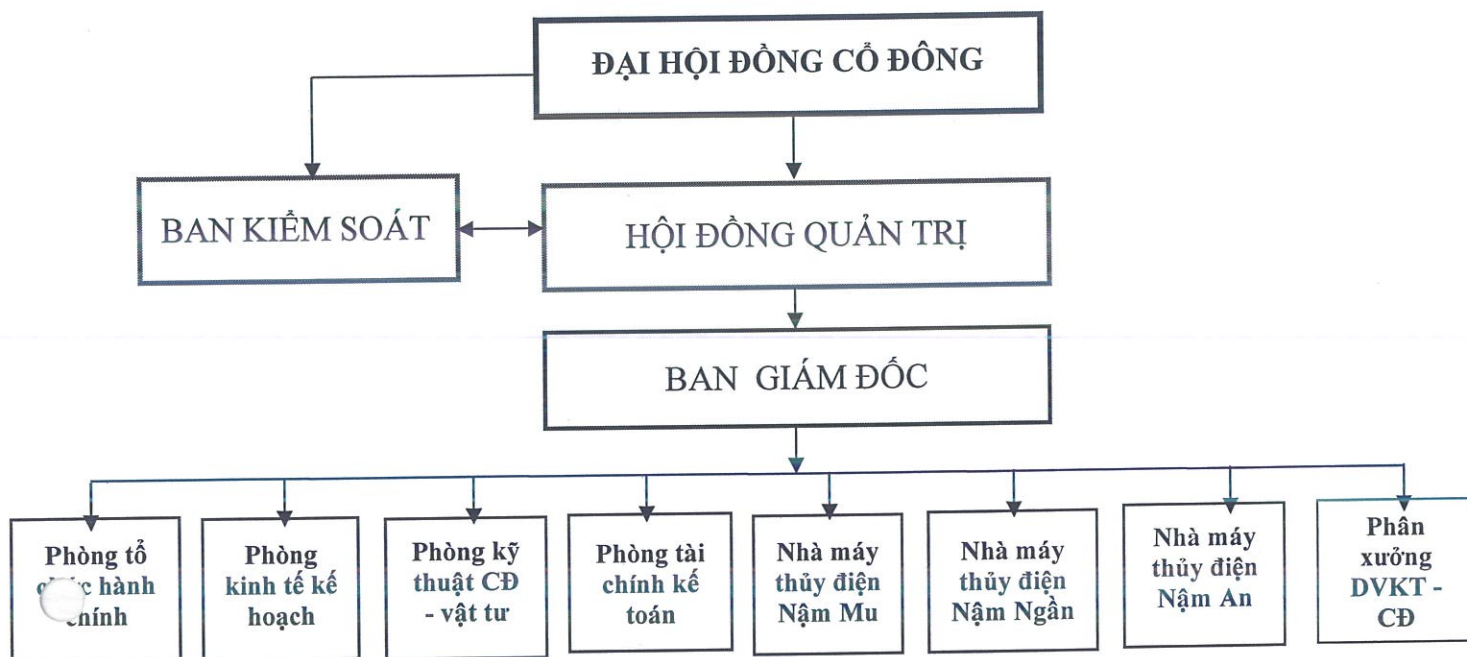 ĐẠI HỘI ĐỒNG CỔ ĐÔNG
BAN KIỂM SOÁT
HỘI ĐỒNG QUẢN TRỊ
BAN GIÁM ĐỐC
Phòng tổ
hành
chính
Phòng
kinh tế kế
hoạch
Phòng kỹ
thuật CĐ
- vật tư
Phòng tài
chính kế
toán
Nhà máy
thủy điện
Nậm Mu
Nhà máy
thủy điện
Nậm Ngần
Nhà máy
thủy điện
Nậm An
Phân
xưởng
DVKT -
CĐ